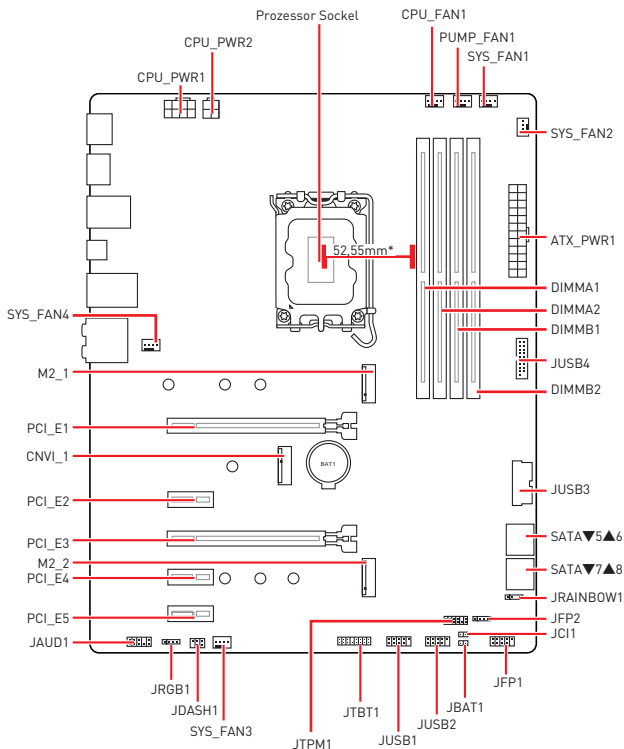 Prozessor Sockel
CPU_FAN1
PUMP_FAN1
SYS_FAN1
CPU_PWR2
CPU_PWR1
SYS_FAN2
ATX_PWR1
52,55mm*
DIMMA1
DIMMA2
DIMMB1
SYS_FAN4
JUSB4
M2_1
DIMMB2
PCI_E1
CNVI_1
BAT1
PCI_E2
JUSB3
PCI_E3
SATA▼5▲6
M2_2
SATA▼7▲8
PCI_E4
JRAINBOW1
PCI_E5
JFP2
JCI1
JAUD1
JRGB1
JDASH1
SYS_FAN3
JTPM1
JTBT1
JUSB1
JUSB2
JBAT1
JFP1